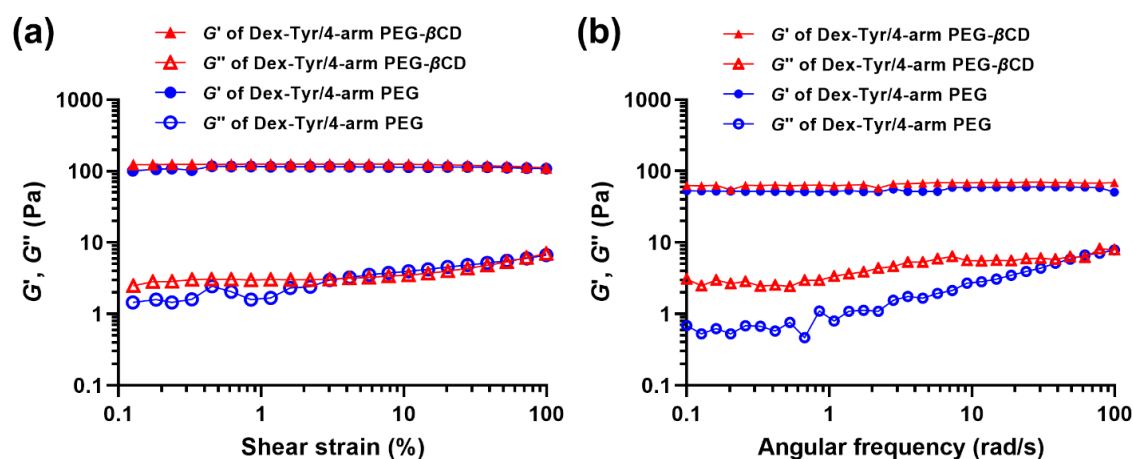 (a)
G' of Dex-Tyr/4-arm PEG-βCD
G'' of Dex-Tyr/4-arm PEG-βCD
G' of Dex-Tyr/4-arm PEG
G'' of Dex-Tyr/4-arm PEG
1000
100
10
1
0.1
G', G'' (Pa)
0.1 1 10 100
Shear strain (%)
(b)
G' of Dex-Tyr/4-arm PEG-βCD
G'' of Dex-Tyr/4-arm PEG-βCD
G' of Dex-Tyr/4-arm PEG
G'' of Dex-Tyr/4-arm PEG
1000
100
10
1
0.1
G', G'' (Pa)
0.1 1 10 100
Angular frequency (rad/s)